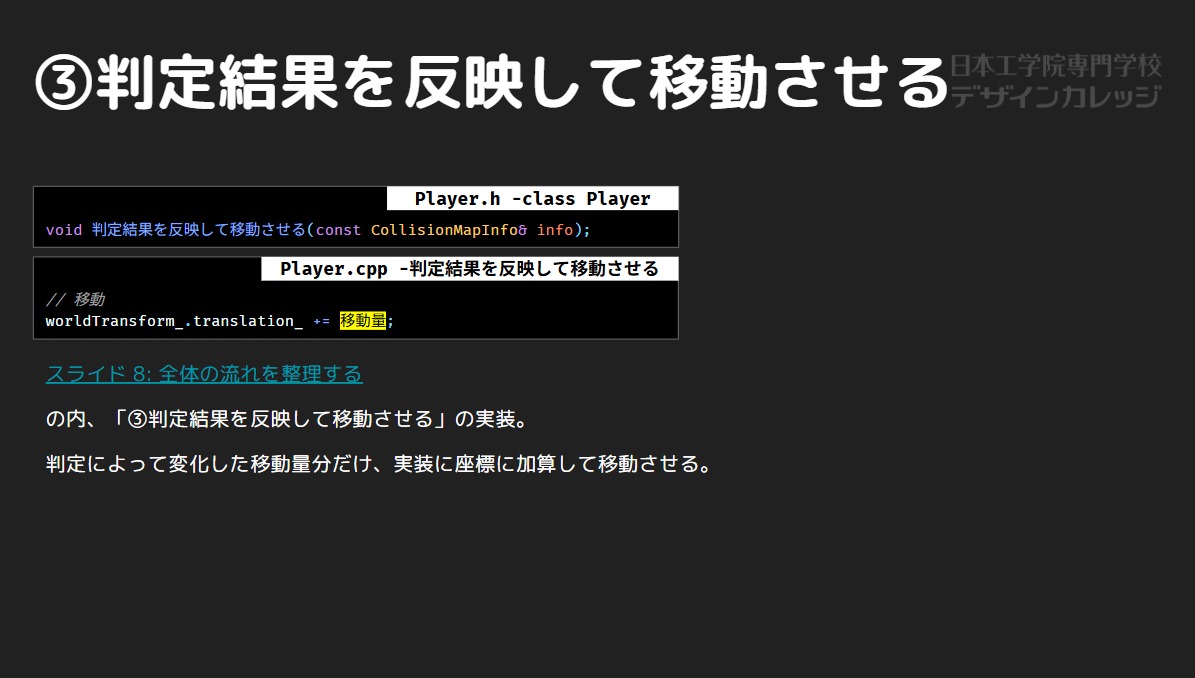 ③判定結果を反映して移動させる
日本工学院専門学校
デザインカレッジ
Player.h -class Player
void 判定結果を反映して移動させる(const CollisionMapInfo& info);
Player.cpp -判定結果を反映して移動させる
// 移動
worldTransform_.translation_ += 移動量;
スライド 8: 全体の流れを整理する
の内、「③判定結果を反映して移動させる」の実装。
判定によって変化した移動量分だけ、実装に座標に加算して移動させる。